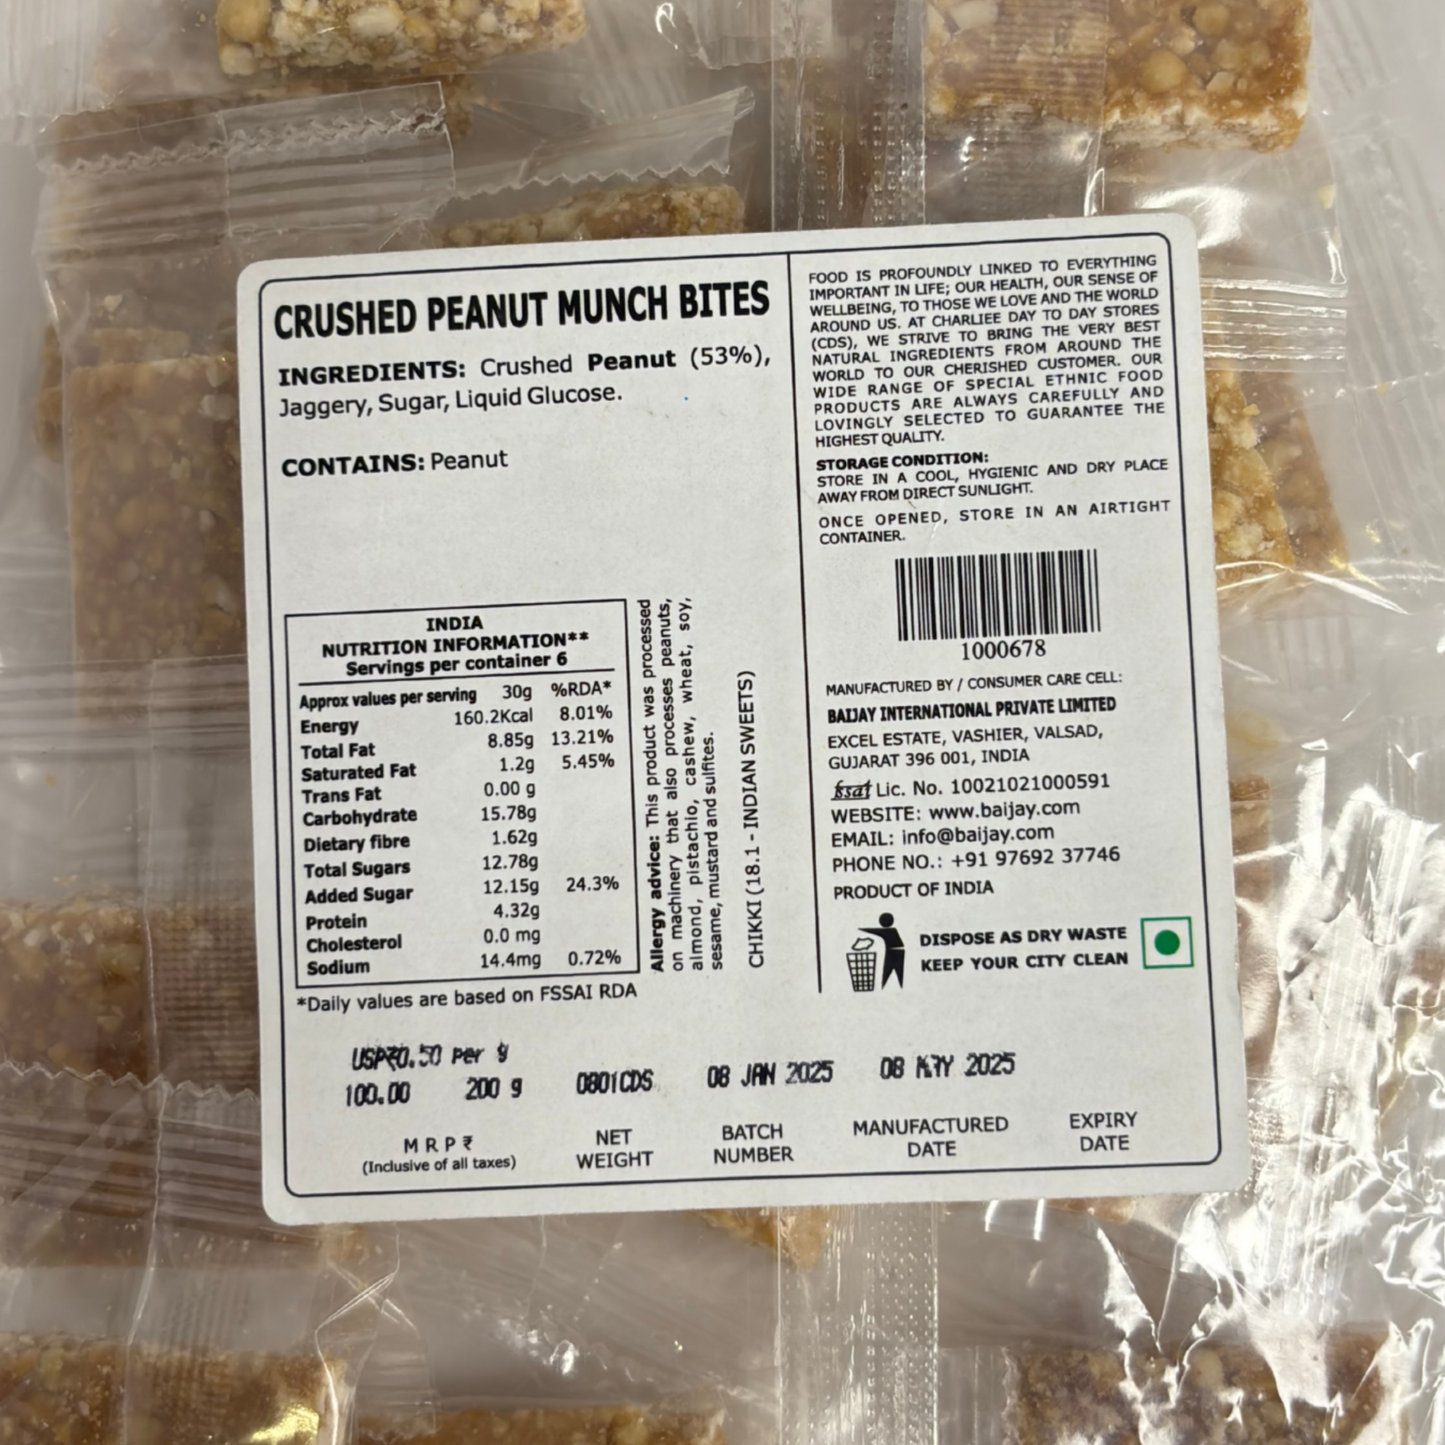 CRUSHED PEANUT MUNCH BITES
INGREDIENTS: Crushed Peanut (53%),
Jaggery, Sugar, Liquid Glucose.
CONTAINS: Peanut
INDIA
NUTRITION INFORMATION**
Servings per container 6
Approx values per serving 30g %RDA*
Energy 160.2Kcal 8.01%
Total Fat 8.85g 13.21%
Saturated Fat 1.2g 5.45%
Trans Fat 0.00 g
Carbohydrate 15.78g
Dietary fibre 1.62g
Total Sugars 12.78g
Added Sugar 12.15g 24.3%
Protein 4.32g
Cholesterol 0.0 mg
Sodium 14.4mg 0.72%
*Daily values are based on FSSAI RDA
Allergy advice: This product was processed
on machinery that also processes peanuts,
almond, pistachio, cashew, wheat, soy,
sesame, mustard and sulfites.
CHIKKI (18.1 - INDIAN SWEETS)
FOOD IS PROFOUNDLY LINKED TO EVERYTHING
IMPORTANT IN LIFE; OUR HEALTH, OUR SENSE OF
WELLBEING, TO THOSE WE LOVE AND THE WORLD
AROUND US. AT CHARLIEE DAY TO DAY STORES
(CDS), WE STRIVE TO BRING THE VERY BEST
NATURAL INGREDIENTS FROM AROUND THE
WORLD TO OUR CHERISHED CUSTOMER. OUR
WIDE RANGE OF SPECIAL ETHNIC FOOD
PRODUCTS ARE ALWAYS CAREFULLY AND
LOVINGLY SELECTED TO GUARANTEE THE
HIGHEST QUALITY.
STORAGE CONDITION:
STORE IN A COOL, HYGIENIC AND DRY PLACE
AWAY FROM DIRECT SUNLIGHT.
ONCE OPENED, STORE IN AN AIRTIGHT
CONTAINER.
1000678
MANUFACTURED BY / CONSUMER CARE CELL:
BAIJAY INTERNATIONAL PRIVATE LIMITED
EXCEL ESTATE, VASHIER, VALSAD,
GUJARAT 396 001, INDIA
fssai Lic. No. 10021021000591
WEBSITE: www.baijay.com
EMAIL: info@baijay.com
PHONE NO.: +91 97692 37746
PRODUCT OF INDIA
DISPOSE AS DRY WASTE
KEEP YOUR CITY CLEAN
USP₹0.50 Per g
100.00 200 g 0801CDS 08 JAN 2025 08 MAY 2025
M R P ₹ NET BATCH MANUFACTURED EXPIRY
(Inclusive of all taxes) WEIGHT NUMBER DATE DATE